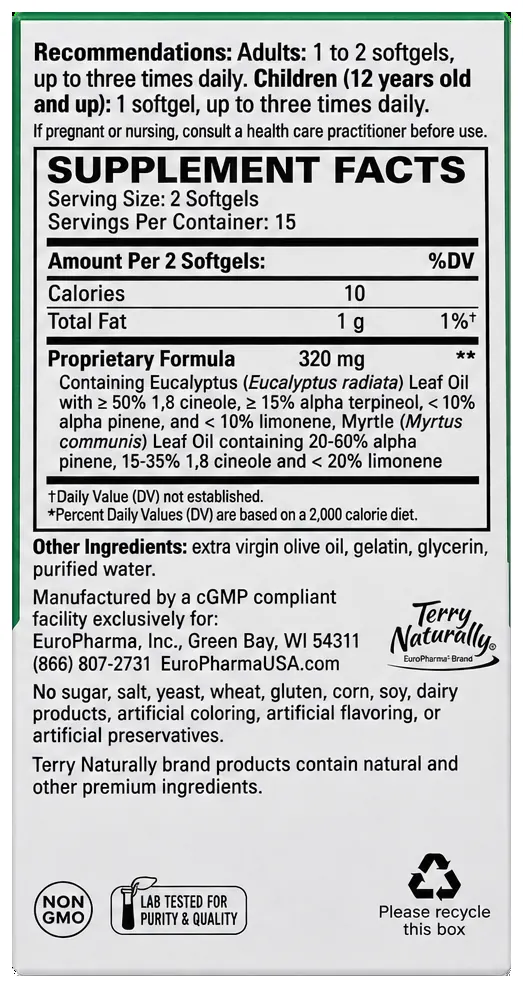 Recommendations: Adults: 1 to 2 softgels,
up to three times daily. Children (12 years old
and up): 1 softgel, up to three times daily.
If pregnant or nursing, consult a health care practitioner before use.
SUPPLEMENT FACTS
Serving Size: 2 Softgels
Servings Per Container: 15
Amount Per 2 Softgels: %DV
Calories 10
Total Fat 1 g 1%†
Proprietary Formula 320 mg **
Containing Eucalyptus (Eucalyptus radiata) Leaf Oil
with ≥ 50% 1,8 cineole, ≥ 15% alpha terpineol, < 10%
alpha pinene, and < 10% limonene, Myrtle (Myrtus
communis) Leaf Oil containing 20-60% alpha
pinene, 15-35% 1,8 cineole and < 20% limonene
†Daily Value (DV) not established.
*Percent Daily Values (DV) are based on a 2,000 calorie diet.
Other Ingredients: extra virgin olive oil, gelatin, glycerin,
purified water.
Manufactured by a cGMP compliant
facility exclusively for:
EuroPharma, Inc., Green Bay, WI 54311
(866) 807-2731 EuroPharmaUSA.com
Terry
Naturally®
EuroPharma® Brand
No sugar, salt, yeast, wheat, gluten, corn, soy, dairy
products, artificial coloring, artificial flavoring, or
artificial preservatives.
Terry Naturally brand products contain natural and
other premium ingredients.
NON
GMO
LAB TESTED FOR
PURITY & QUALITY
Please recycle
this box